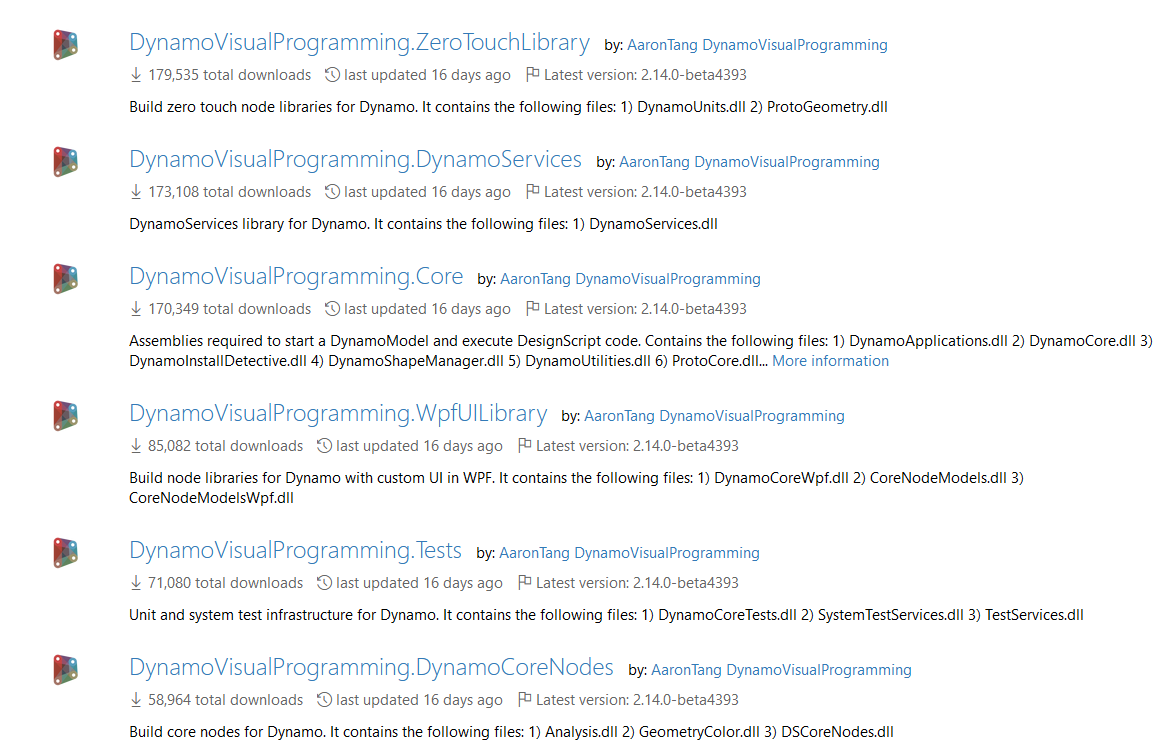 DynamoVisualProgramming.ZeroTouchLibrary by: AaronTang DynamoVisualProgramming
179,535 total downloads last updated 16 days ago Latest version: 2.14.0-beta4393
Build zero touch node libraries for Dynamo. It contains the following files: 1) DynamoUnits.dll 2) ProtoGeometry.dll
DynamoVisualProgramming.DynamoServices by: AaronTang DynamoVisualProgramming
173,108 total downloads last updated 16 days ago Latest version: 2.14.0-beta4393
DynamoServices library for Dynamo. It contains the following files: 1) DynamoServices.dll
DynamoVisualProgramming.Core by: AaronTang DynamoVisualProgramming
170,349 total downloads last updated 16 days ago Latest version: 2.14.0-beta4393
Assemblies required to start a DynamoModel and execute DesignScript code. Contains the following files: 1) DynamoApplications.dll 2) DynamoCore.dll 3)
DynamoInstallDetective.dll 4) DynamoShapeManager.dll 5) DynamoUtilities.dll 6) ProtoCore.dll... More information
DynamoVisualProgramming.WpfUILibrary by: AaronTang DynamoVisualProgramming
85,082 total downloads last updated 16 days ago Latest version: 2.14.0-beta4393
Build node libraries for Dynamo with custom UI in WPF. It contains the following files: 1) DynamoCoreWpf.dll 2) CoreNodeModels.dll 3)
CoreNodeModelsWpf.dll
DynamoVisualProgramming.Tests by: AaronTang DynamoVisualProgramming
71,080 total downloads last updated 16 days ago Latest version: 2.14.0-beta4393
Unit and system test infrastructure for Dynamo. It contains the following files: 1) DynamoCoreTests.dll 2) SystemTestServices.dll 3) TestServices.dll
DynamoVisualProgramming.DynamoCoreNodes by: AaronTang DynamoVisualProgramming
58,964 total downloads last updated 16 days ago Latest version: 2.14.0-beta4393
Build core nodes for Dynamo. It contains the following files: 1) Analysis.dll 2) GeometryColor.dll 3) DSCoreNodes.dll